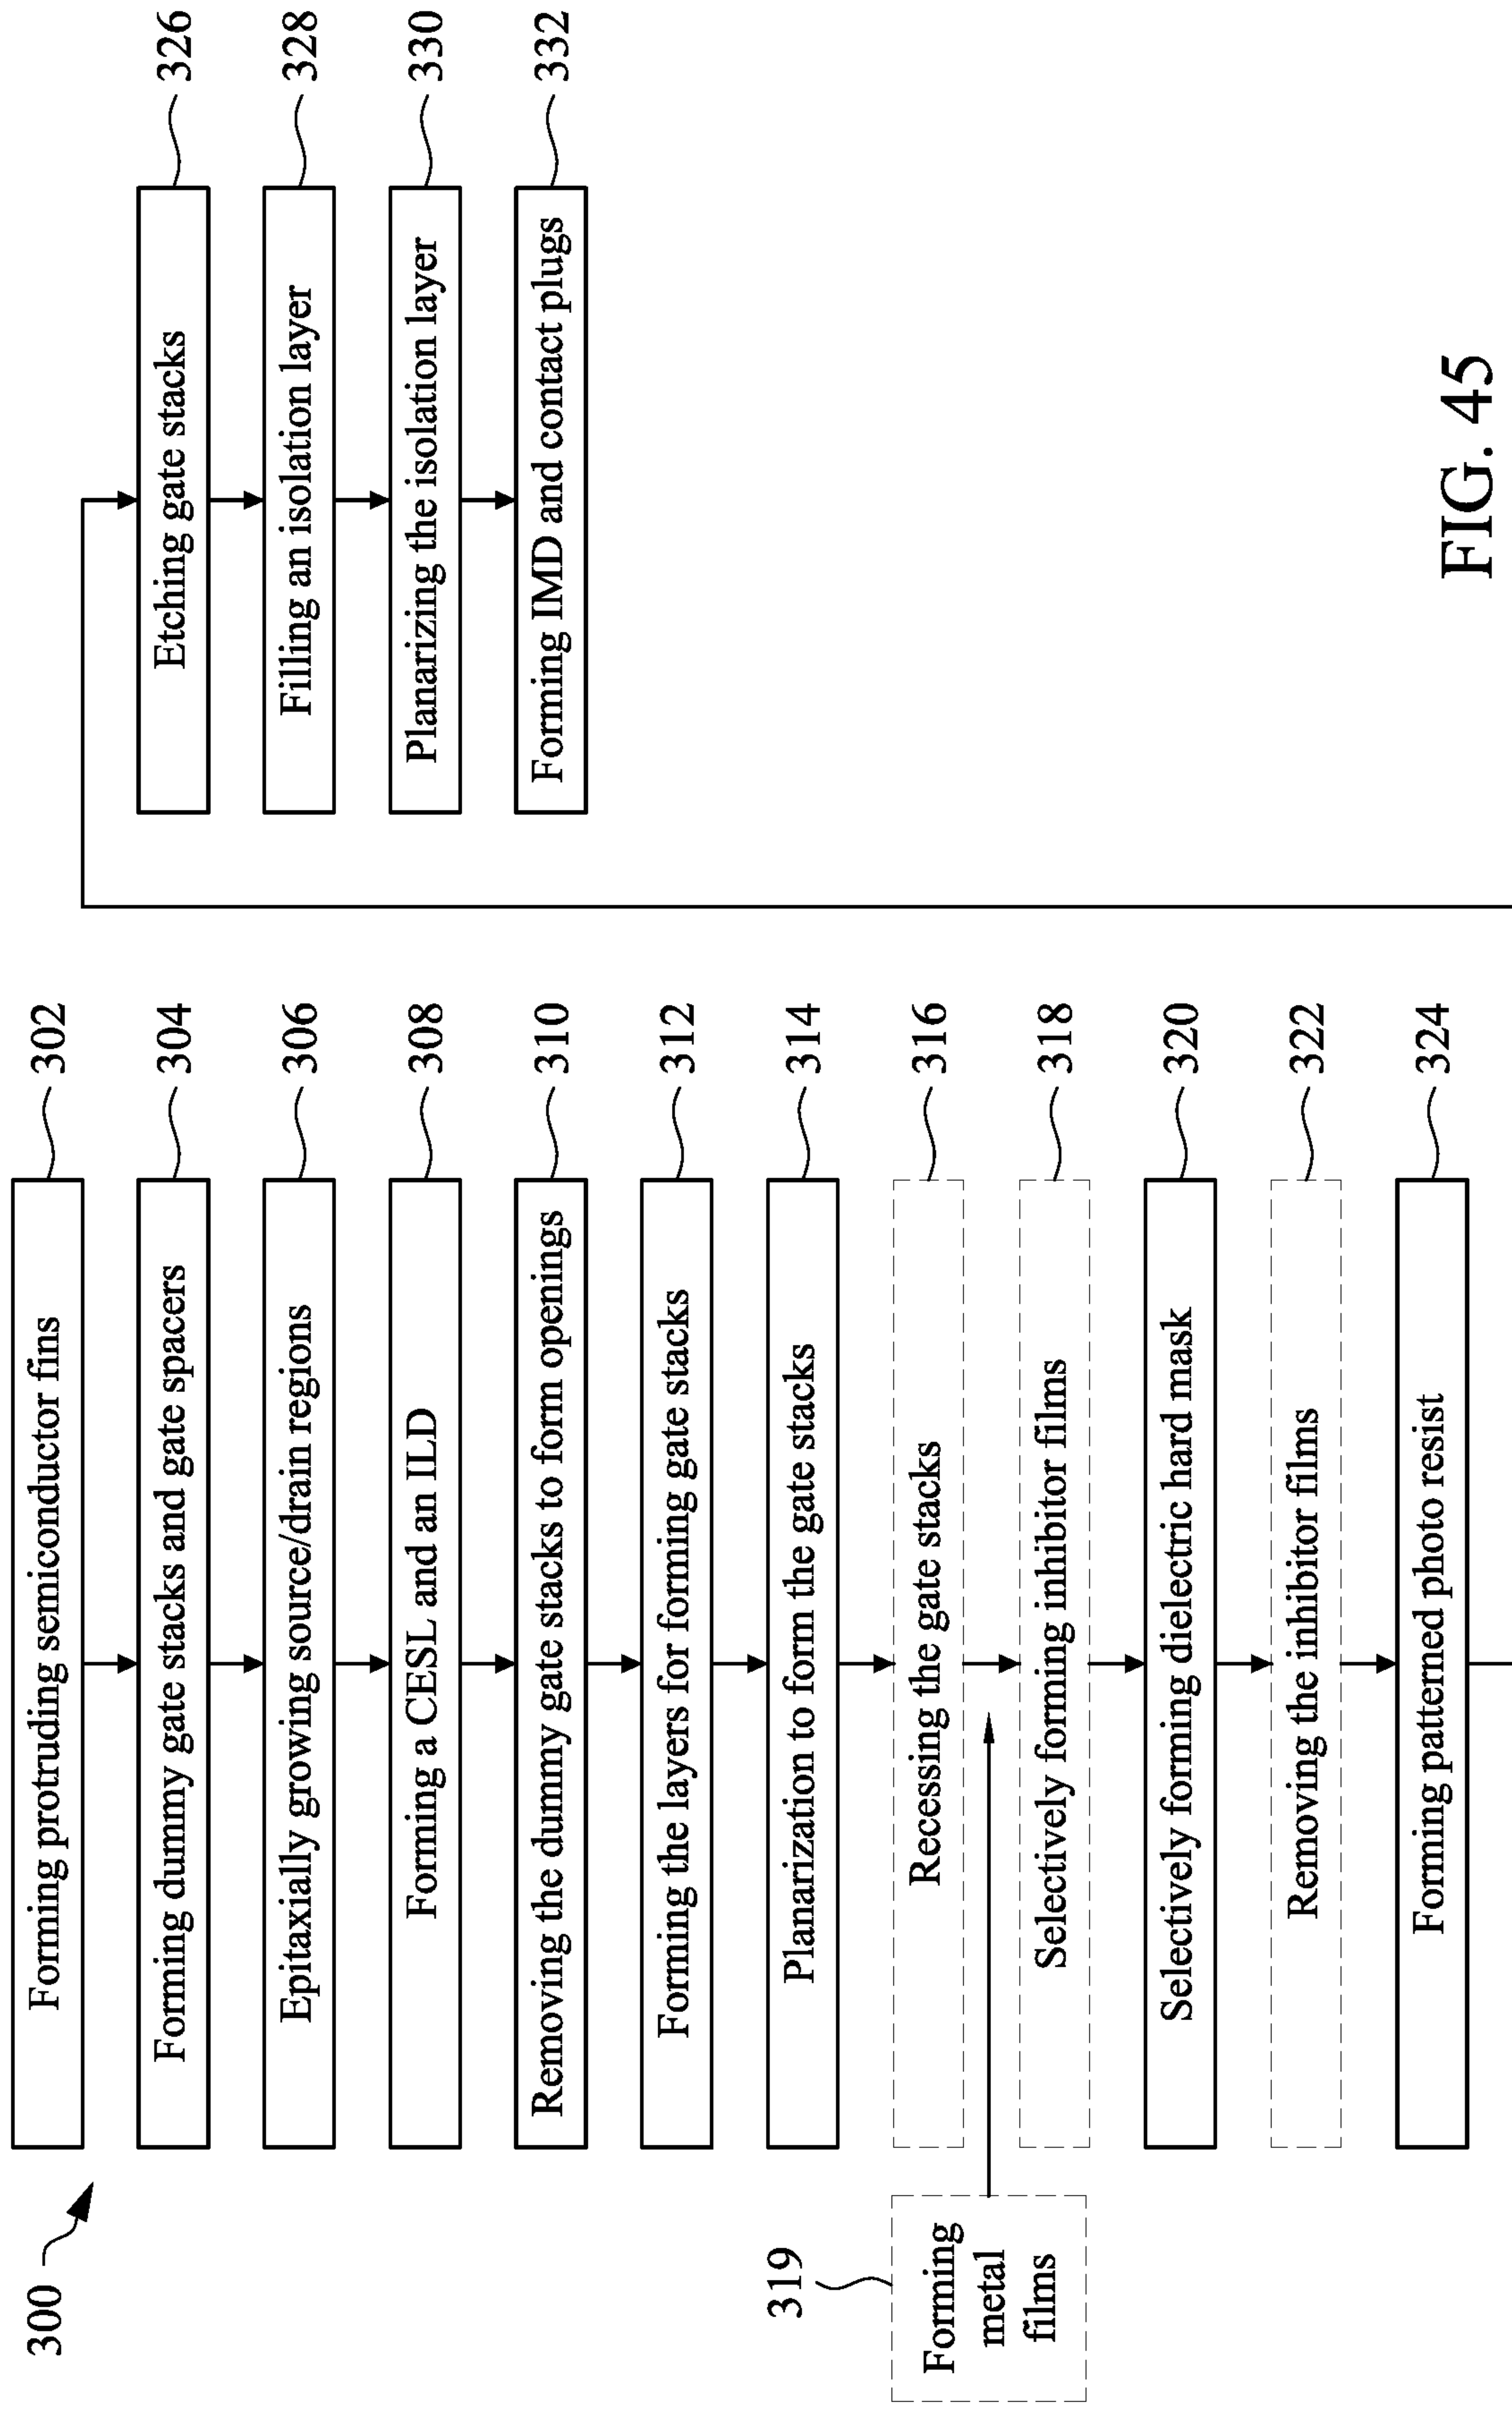 300
Forming protruding semiconductor fins
302
Forming dummy gate stacks and gate spacers
304
Epitaxially growing source/drain regions
306
Forming a CESL and an ILD
308
Removing the dummy gate stacks to form openings
310
Forming the layers for forming gate stacks
312
Planarization to form the gate stacks
314
Recessing the gate stacks
316
319
Forming
metal
films
Selectively forming inhibitor films
318
Selectively forming dielectric hard mask
320
Removing the inhibitor films
322
Forming patterned photo resist
324
Etching gate stacks
326
Filling an isolation layer
328
Planarizing the isolation layer
330
Forming IMD and contact plugs
332
FIG. 45